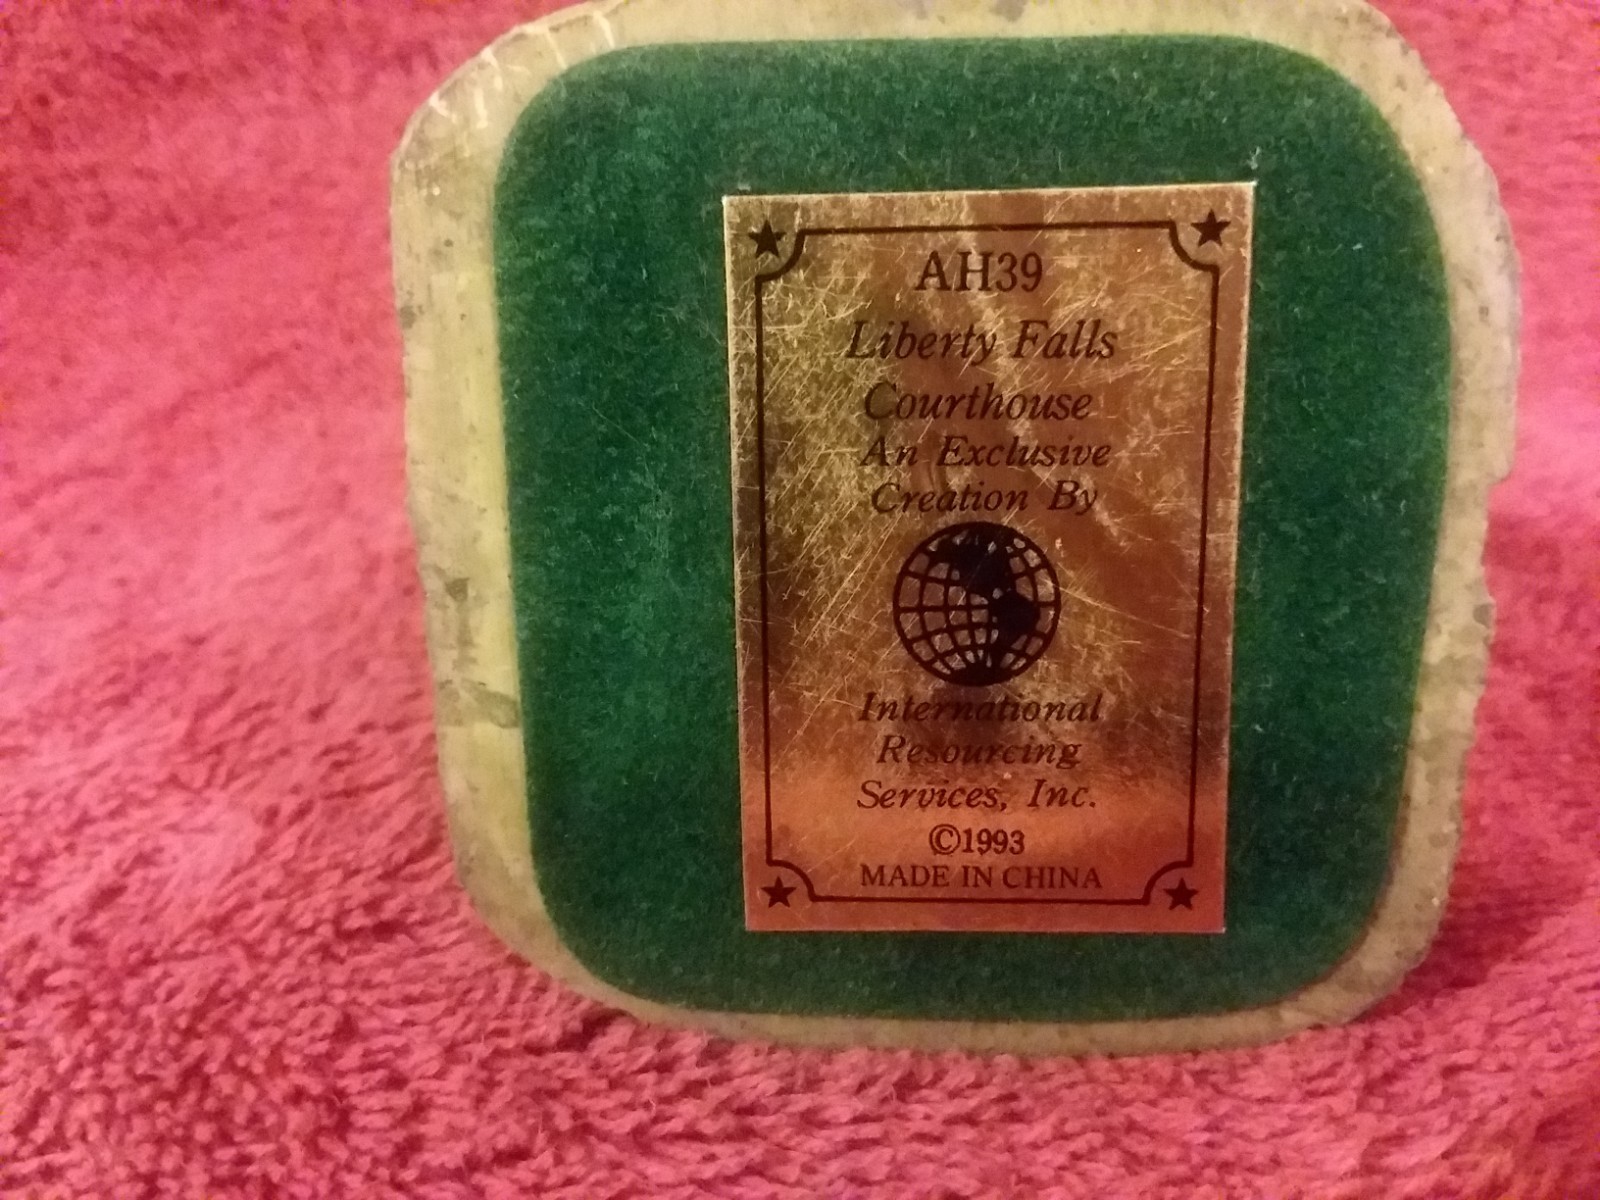 AH39
Liberty Falls
Courthouse
An Exclusive
Creation By
International
Resourcing
Services, Inc.
©1993
MADE IN CHINA